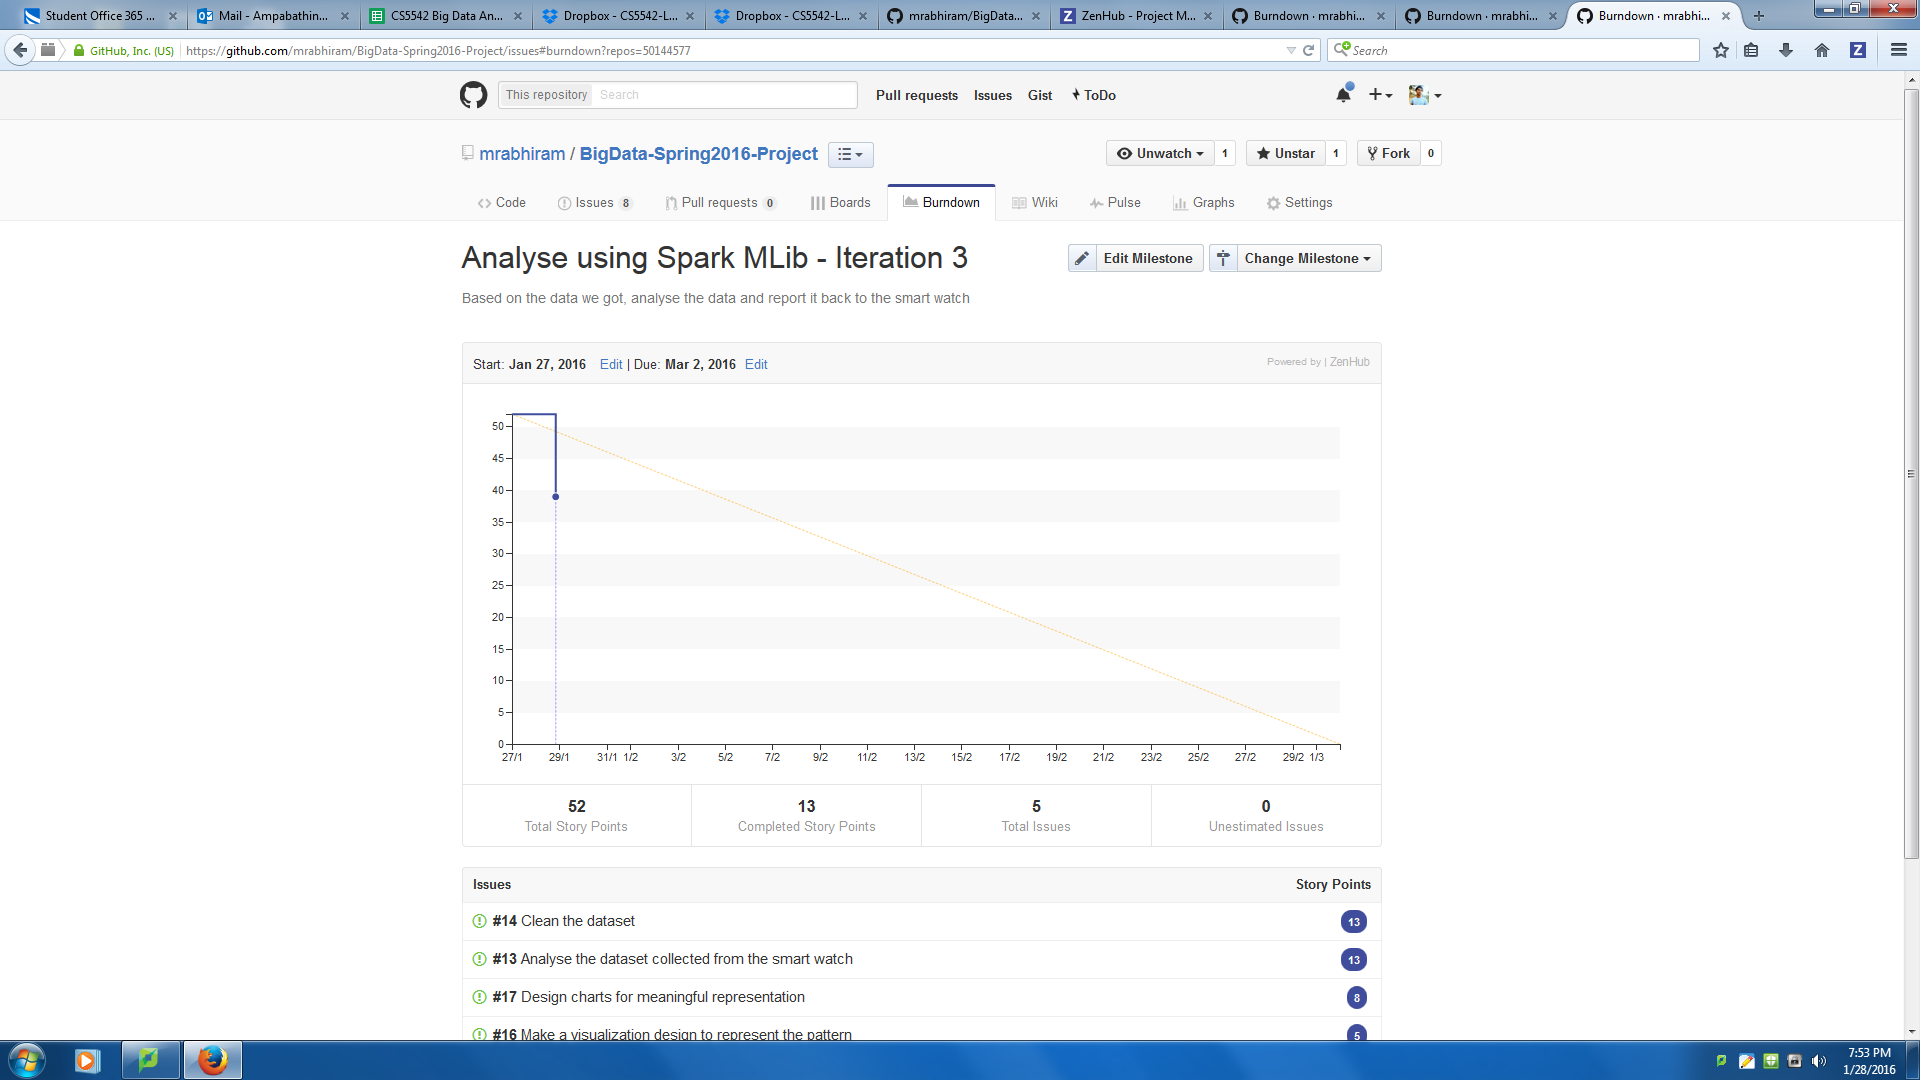 Student Office 365 ... Mail - Ampabathin... CS5542 Big Data An... Dropbox - CS5542-L... Dropbox - CS5542-L... mrabhiram/BigData... ZenHub - Project M... Burndown · mrabhi... Burndown · mrabhi... Burndown · mrabhi...
GitHub, Inc. (US) https://github.com/mrabhiram/BigData-Spring2016-Project/issues#burndown?repos=50144577 Search
This repository Search Pull requests Issues Gist ToDo
mrabhiram / BigData-Spring2016-Project Unwatch 1 Unstar 1 Fork 0
Code Issues 8 Pull requests 0 Boards Burndown Wiki Pulse Graphs Settings
Analyse using Spark MLib - Iteration 3 Edit Milestone Change Milestone
Based on the data we got, analyse the data and report it back to the smart watch
Start: Jan 27, 2016 Edit | Due: Mar 2, 2016 Edit Powered by | ZenHub
50
45
40
35
30
25
20
15
10
5
0
27/1 29/1 31/1 1/2 3/2 5/2 7/2 9/2 11/2 13/2 15/2 17/2 19/2 21/2 23/2 25/2 27/2 29/2 1/3
52 13 5 0
Total Story Points Completed Story Points Total Issues Unestimated Issues
Issues Story Points
#14 Clean the dataset 13
#13 Analyse the dataset collected from the smart watch 13
#17 Design charts for meaningful representation 8
#16 Make a visualization design to represent the pattern 5
7:53 PM
1/28/2016